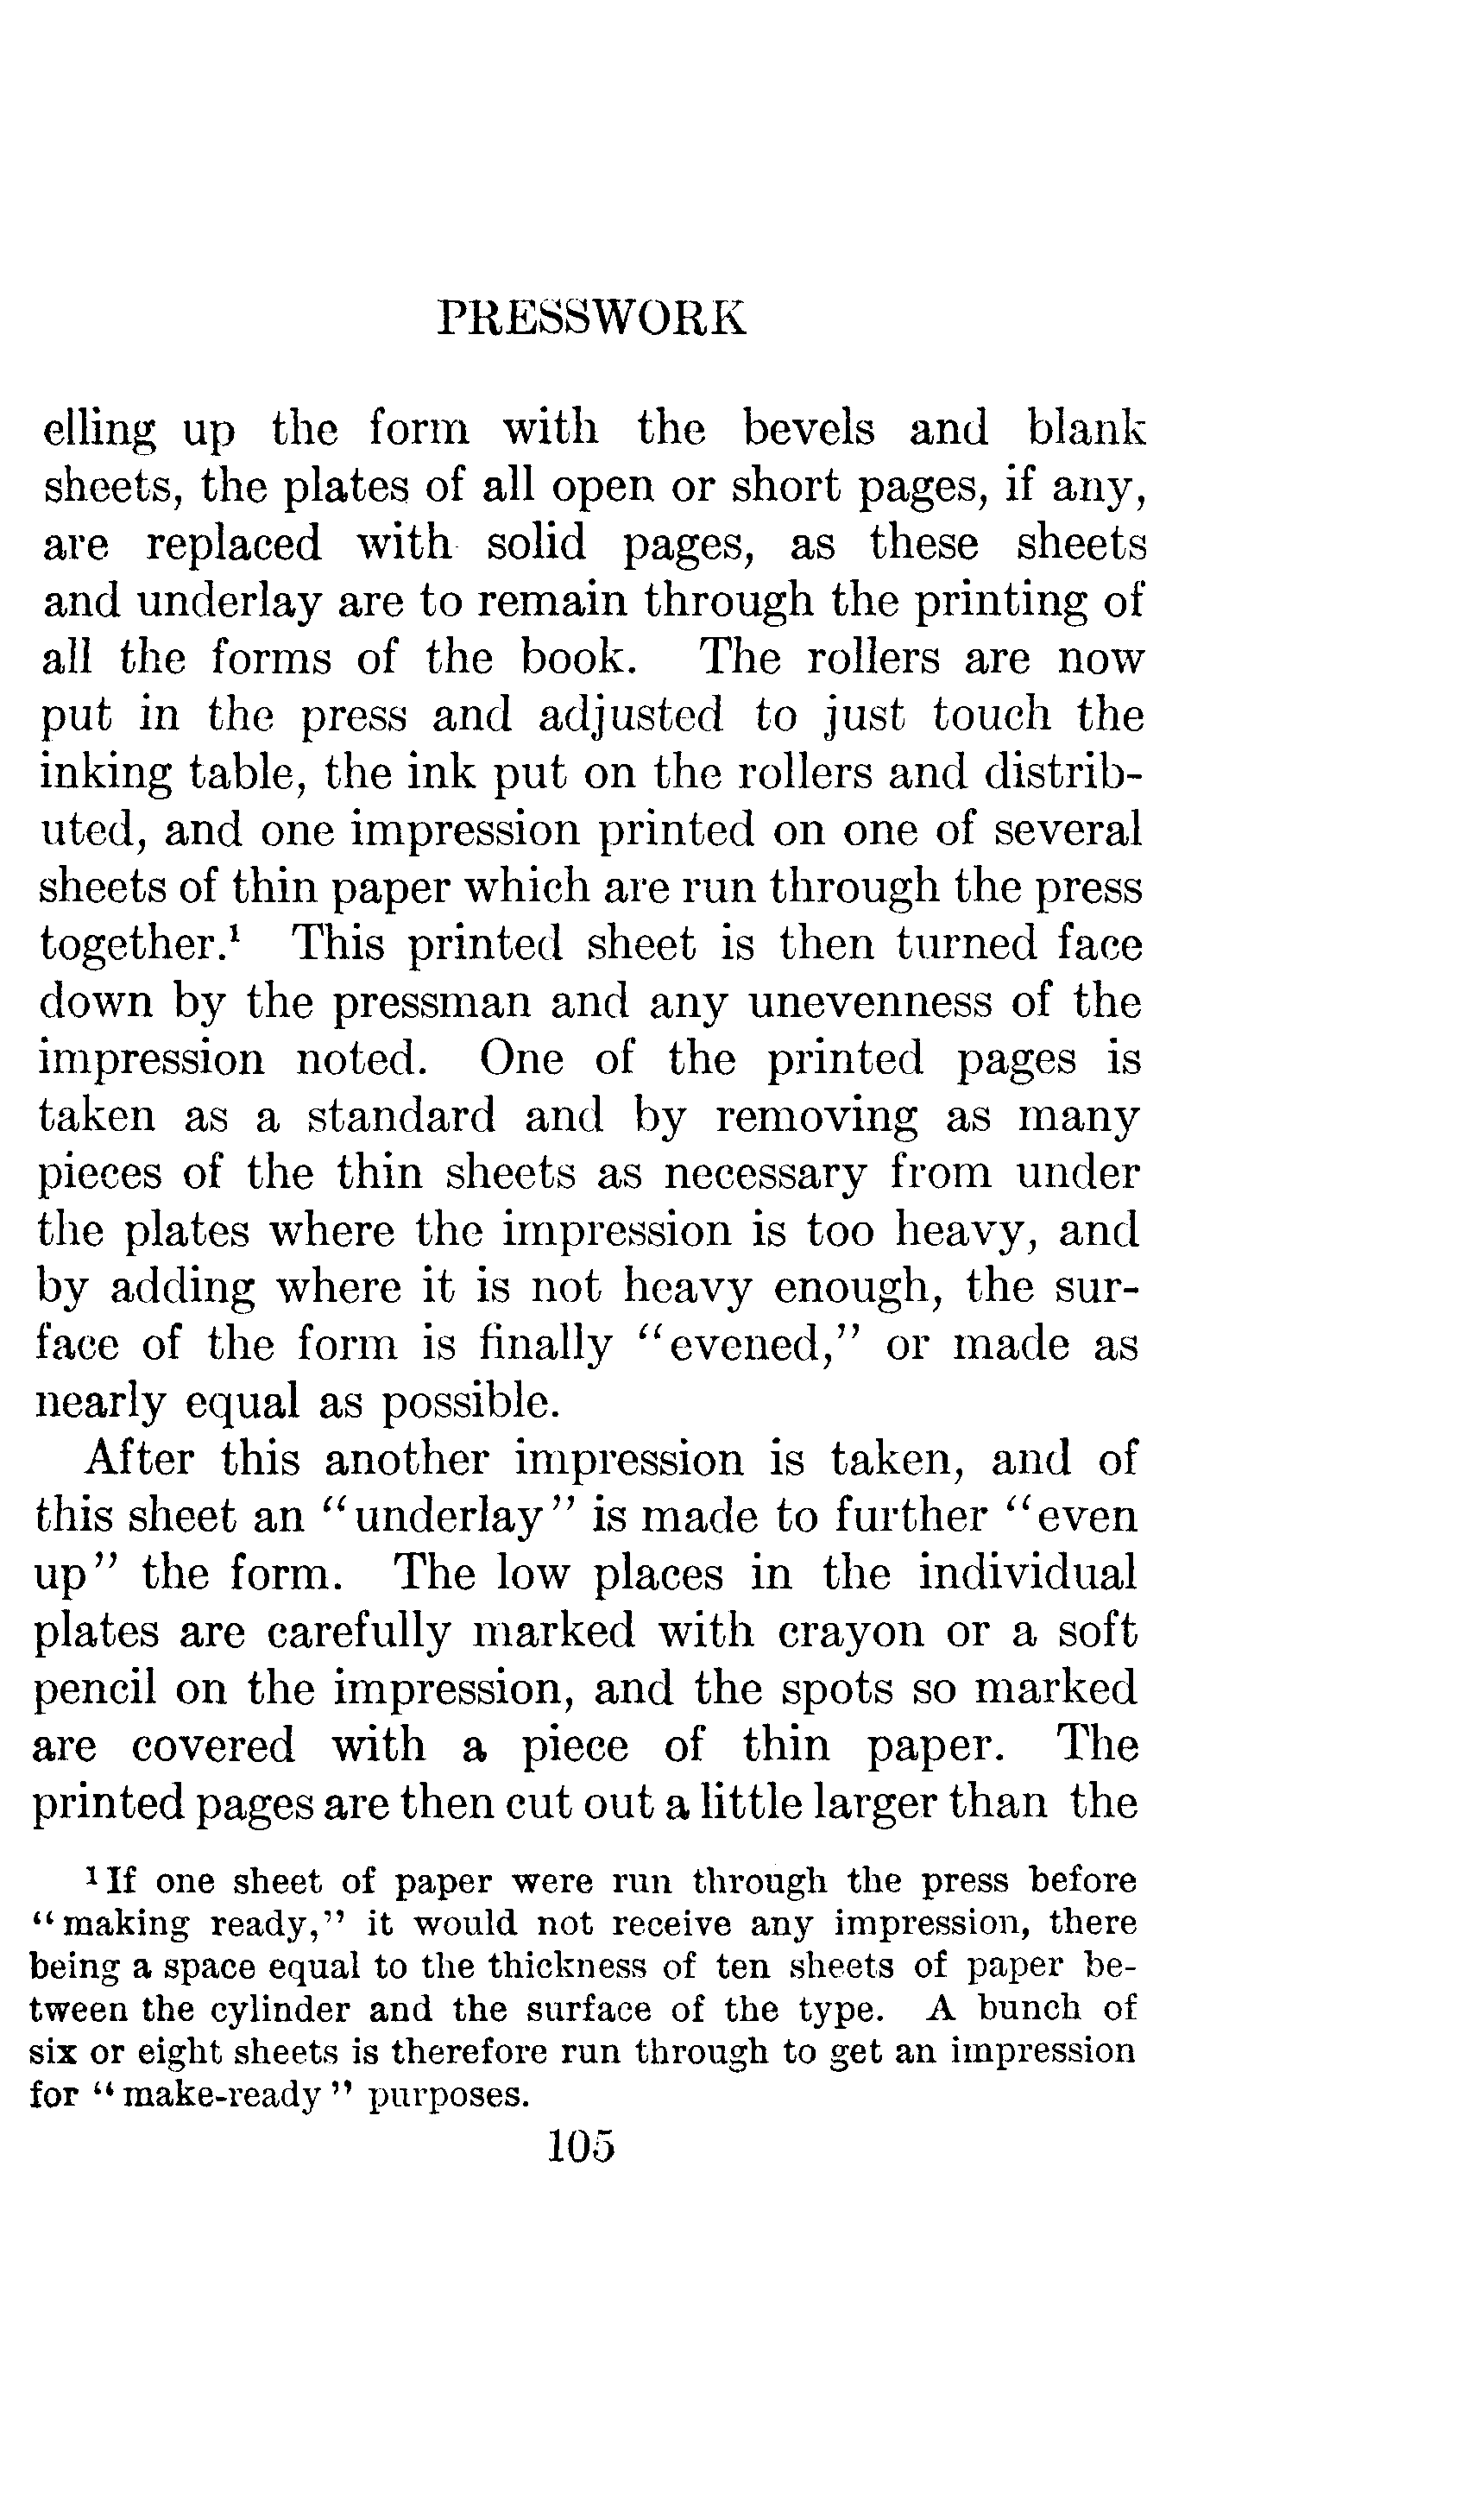 PRESSWORK
elling up the form with the bevels and blank
sheets, the plates of all open or short pages, if any,
are replaced with solid pages, as these sheets
and underlay are to remain through the printing of
all the forms of the book. The rollers are now
put in the press and adjusted to just touch the
inking table, the ink put on the rollers and distrib-
uted, and one impression printed on one of several
sheets of thin paper which are run through the press
together.¹ This printed sheet is then turned face
down by the pressman and any unevenness of the
impression noted. One of the printed pages is
taken as a standard and by removing as many
pieces of the thin sheets as necessary from under
the plates where the impression is too heavy, and
by adding where it is not heavy enough, the sur-
face of the form is finally "evened," or made as
nearly equal as possible.
After this another impression is taken, and of
this sheet an "underlay" is made to further "even
up" the form. The low places in the individual
plates are carefully marked with crayon or a soft
pencil on the impression, and the spots so marked
are covered with a piece of thin paper. The
printed pages are then cut out a little larger than the
¹ If one sheet of paper were run through the press before
"making ready," it would not receive any impression, there
being a space equal to the thickness of ten sheets of paper be-
tween the cylinder and the surface of the type. A bunch of
six or eight sheets is therefore run through to get an impression
for "make-ready" purposes.
105